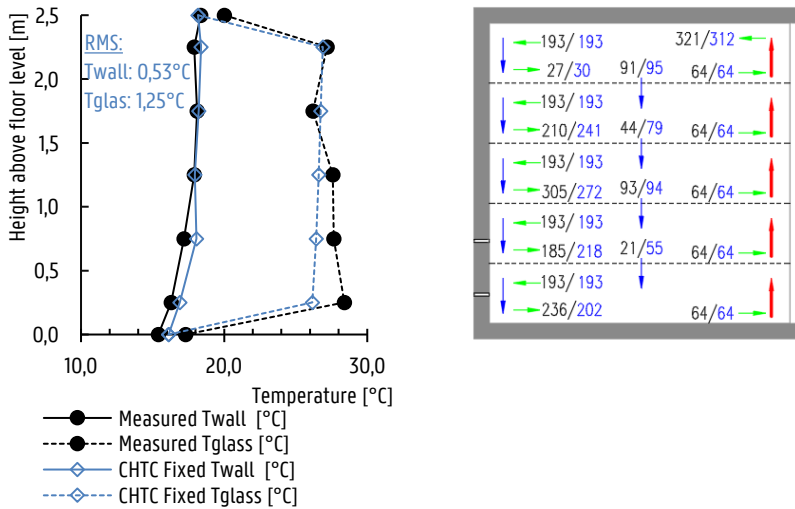 Height above floor level [m]
2,5
2,0
1,5
1,0
0,5
0,0
RMS:
Twall: 0,53°C
Tglas: 1,25°C
10,0 20,0 30,0
Temperature [°C]
Measured Twall [°C]
Measured Tglass [°C]
CHTC Fixed Twall [°C]
CHTC Fixed Tglass [°C]
193/193 321/312
27/30 91/95 64/64
193/193
210/241 44/79 64/64
193/193
305/272 93/94 64/64
193/193
185/218 21/55 64/64
193/193
236/202 64/64